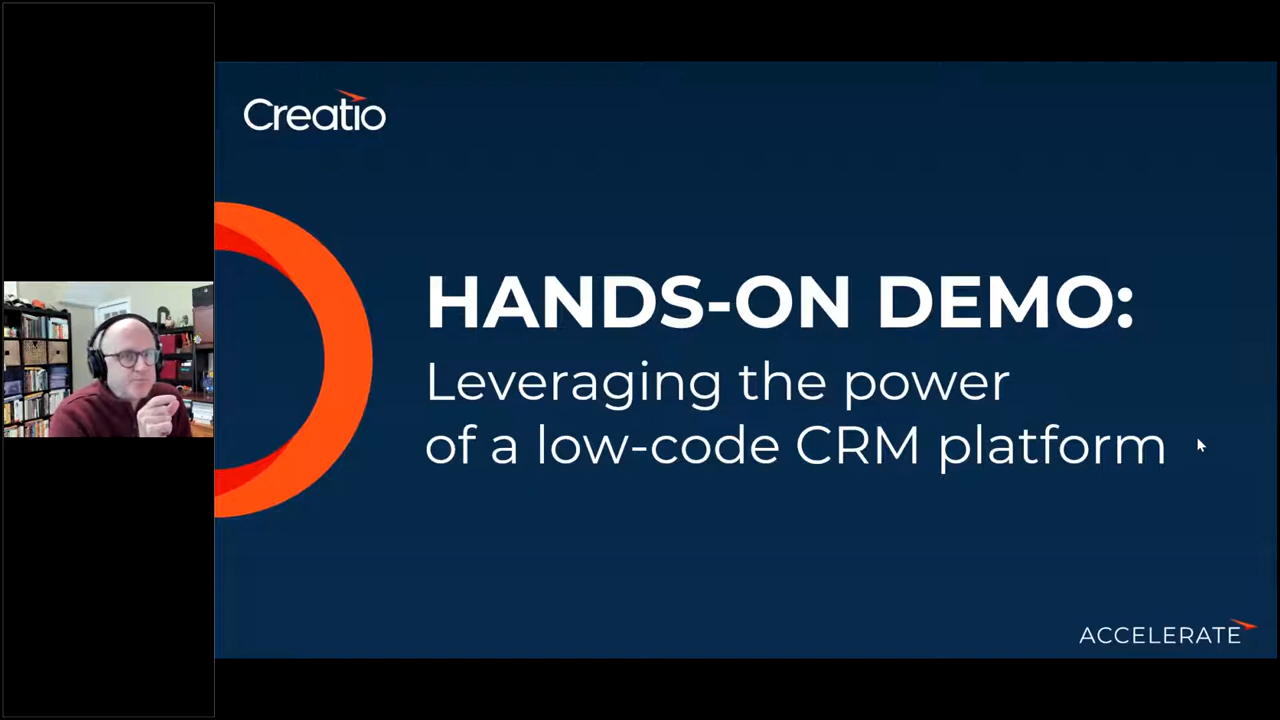 Creatio
HANDS-ON DEMO:
Leveraging the power
of a low-code CRM platform
ACCELERATE